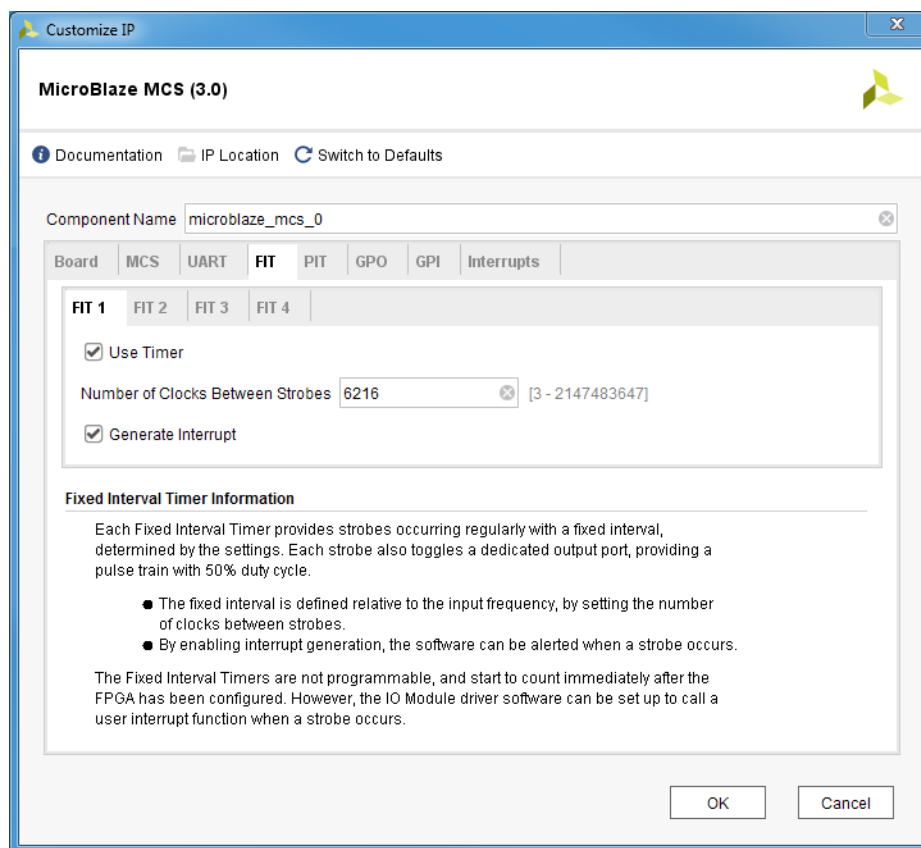 Customize IP
MicroBlaze MCS (3.0)
Documentation IP Location Switch to Defaults
Component Name microblaze_mcs_0
Board MCS UART FIT PIT GPO GPI Interrupts
FIT 1 FIT 2 FIT 3 FIT 4
Use Timer
Number of Clocks Between Strobes 6216 [3 - 2147483647]
Generate Interrupt
Fixed Interval Timer Information
Each Fixed Interval Timer provides strobes occurring regularly with a fixed interval,
determined by the settings. Each strobe also toggles a dedicated output port, providing a
pulse train with 50% duty cycle.
● The fixed interval is defined relative to the input frequency, by setting the number
of clocks between strobes.
● By enabling interrupt generation, the software can be alerted when a strobe occurs.
The Fixed Interval Timers are not programmable, and start to count immediately after the
FPGA has been configured. However, the IO Module driver software can be set up to call a
user interrupt function when a strobe occurs.
OK Cancel